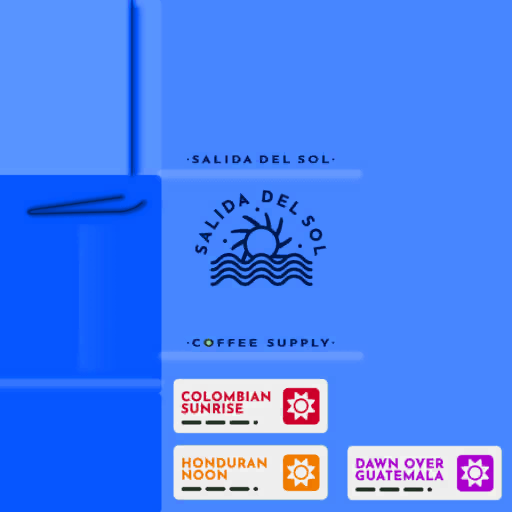 ·SALIDA DEL SOL·
SALIDA DEL SOL
·COFFEE SUPPLY·
COLOMBIAN
SUNRISE
HONDURAN
NOON
DAWN OVER
GUATEMALA